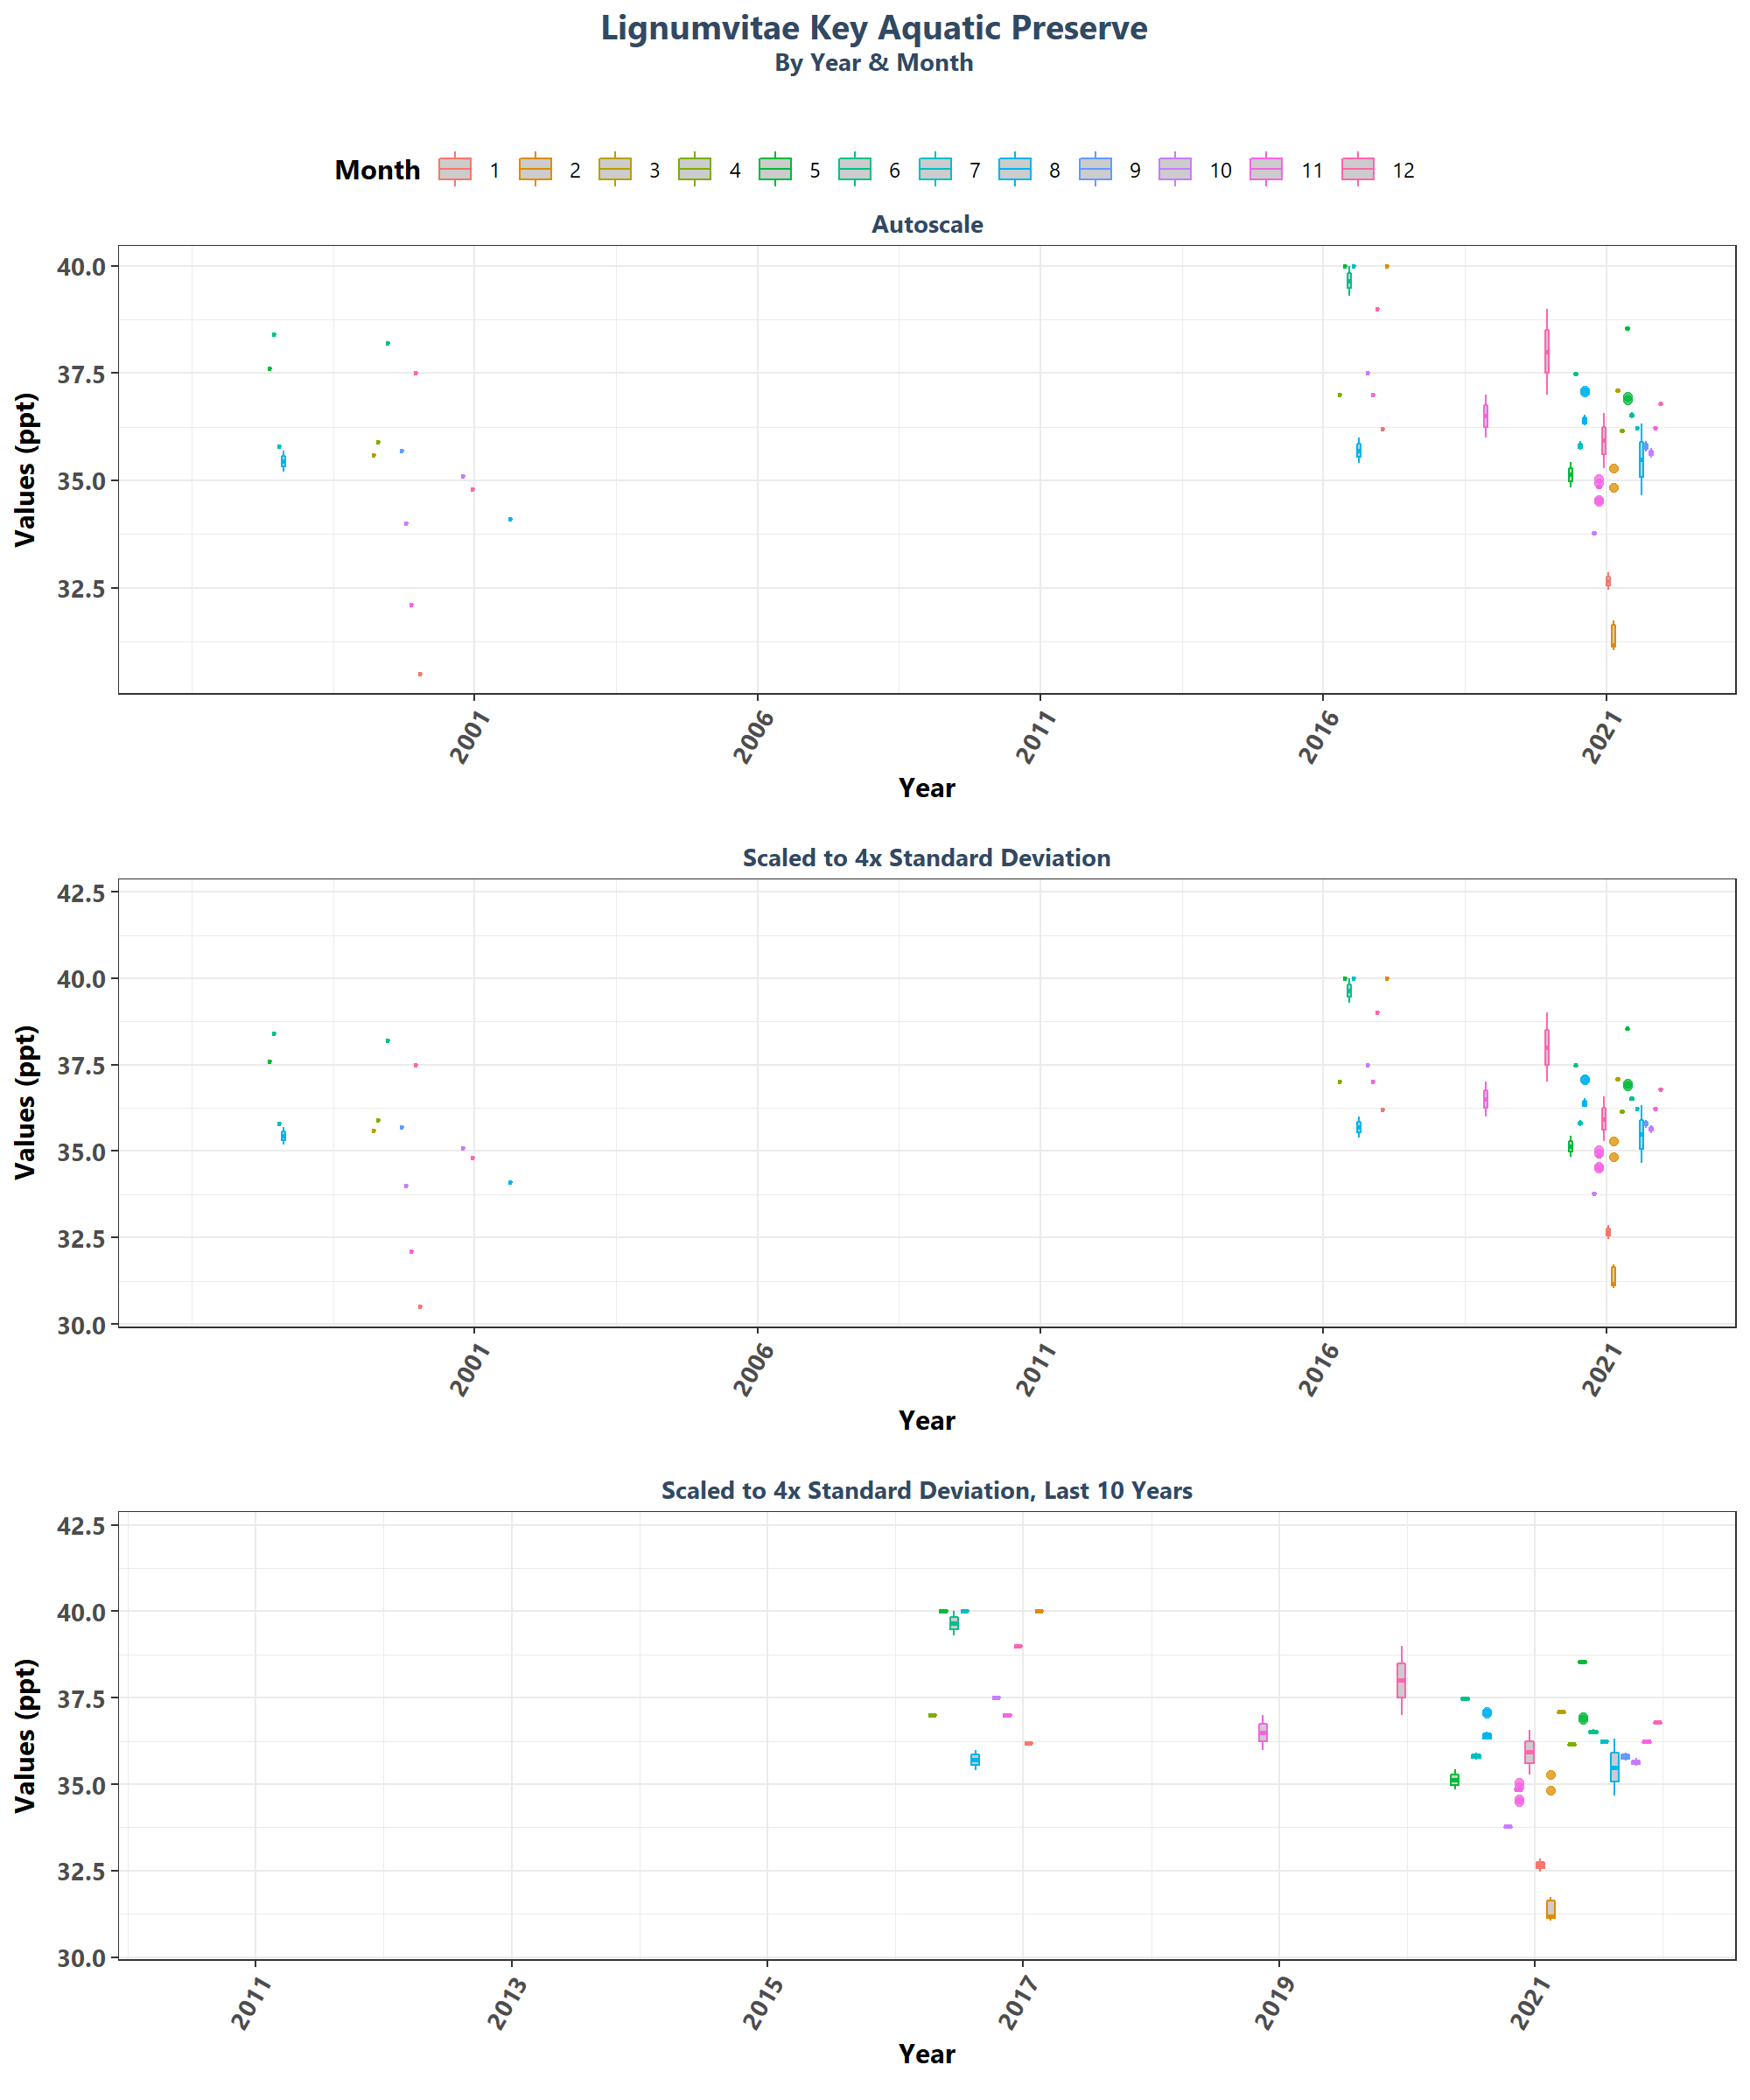 Lignumvitae Key Aquatic Preserve
By Year & Month
Month 1 2 3 4 5 6 7 8 9 10 11 12
Autoscale
Values (ppt)
40.0
37.5
35.0
32.5
2001 2006 2011 2016 2021
Year
Scaled to 4x Standard Deviation
Values (ppt)
42.5
40.0
37.5
35.0
32.5
30.0
2001 2006 2011 2016 2021
Year
Scaled to 4x Standard Deviation, Last 10 Years
Values (ppt)
42.5
40.0
37.5
35.0
32.5
30.0
2011 2013 2015 2017 2019 2021
Year